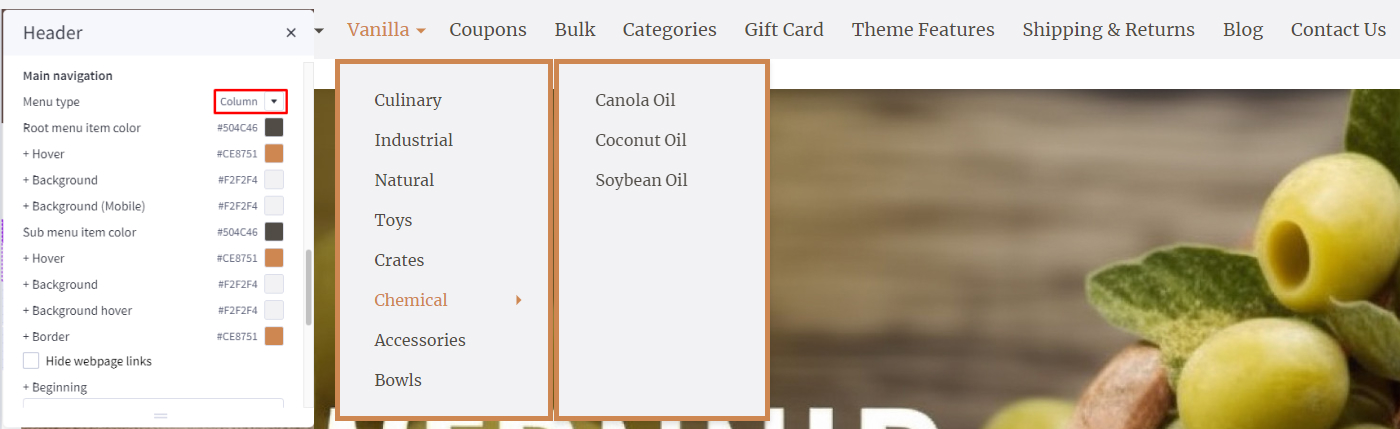 Header
Main navigation
Menu type Column
Root menu item color #504C46
+ Hover #CE8751
+ Background #F2F2F4
+ Background (Mobile) #F2F2F4
Sub menu item color #504C46
+ Hover #CE8751
+ Background #F2F2F4
+ Background hover #F2F2F4
+ Border #CE8751
Hide webpage links
+ Beginning
Vanilla Coupons Bulk Categories Gift Card Theme Features Shipping & Returns Blog Contact Us
Culinary
Industrial
Natural
Toys
Crates
Chemical
Accessories
Bowls
Canola Oil
Coconut Oil
Soybean Oil